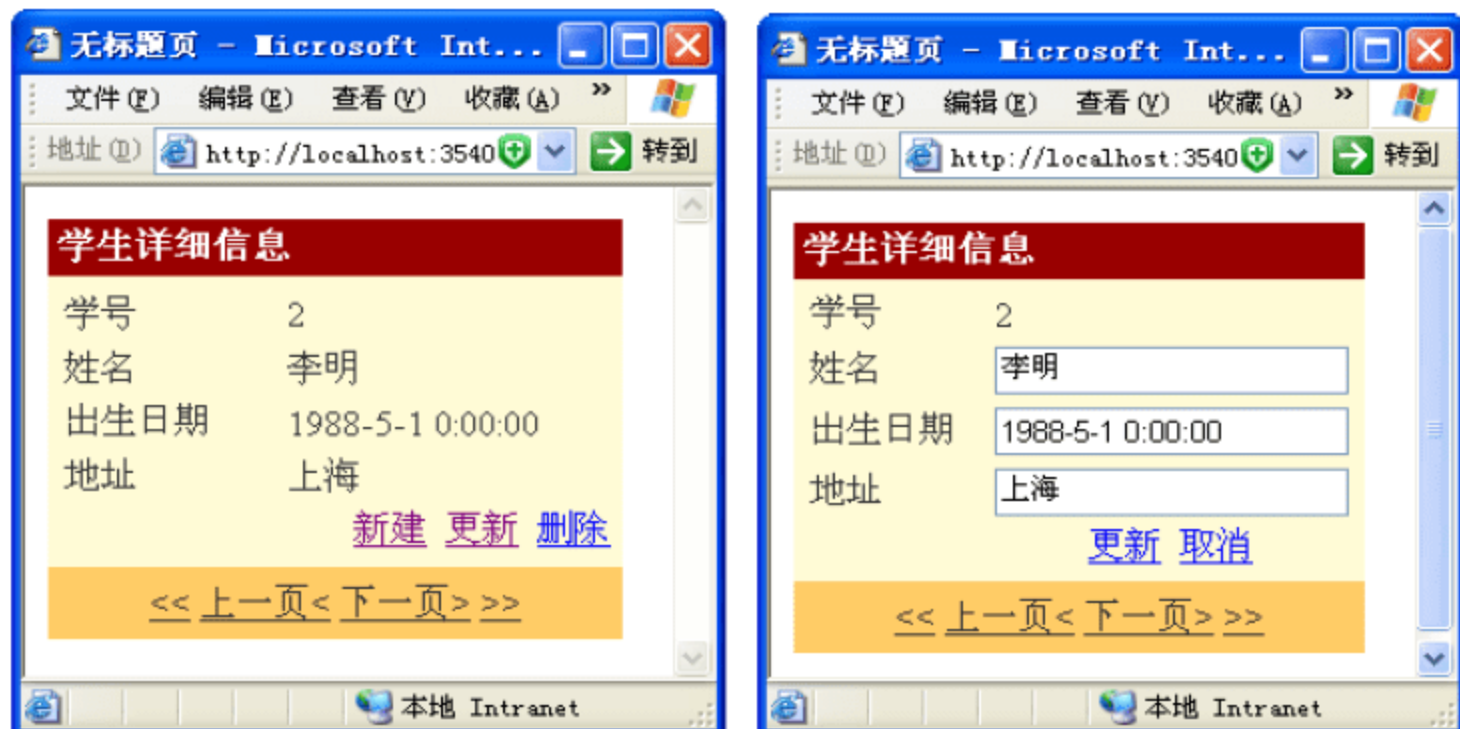 无标题页 - Microsoft Int...
文件(F) 编辑(E) 查看(V) 收藏(A) »
地址(D) http://localhost:3540 转到
学生详细信息
学号 2
姓名 李明
出生日期 1988-5-1 0:00:00
地址 上海
新建 更新 删除
<< 上一页< 下一页> >>
本地 Intranet
无标题页 - Microsoft Int...
文件(F) 编辑(E) 查看(V) 收藏(A) »
地址(D) http://localhost:3540 转到
学生详细信息
学号 2
姓名 李明
出生日期 1988-5-1 0:00:00
地址 上海
更新 取消
<< 上一页< 下一页> >>
本地 Intranet